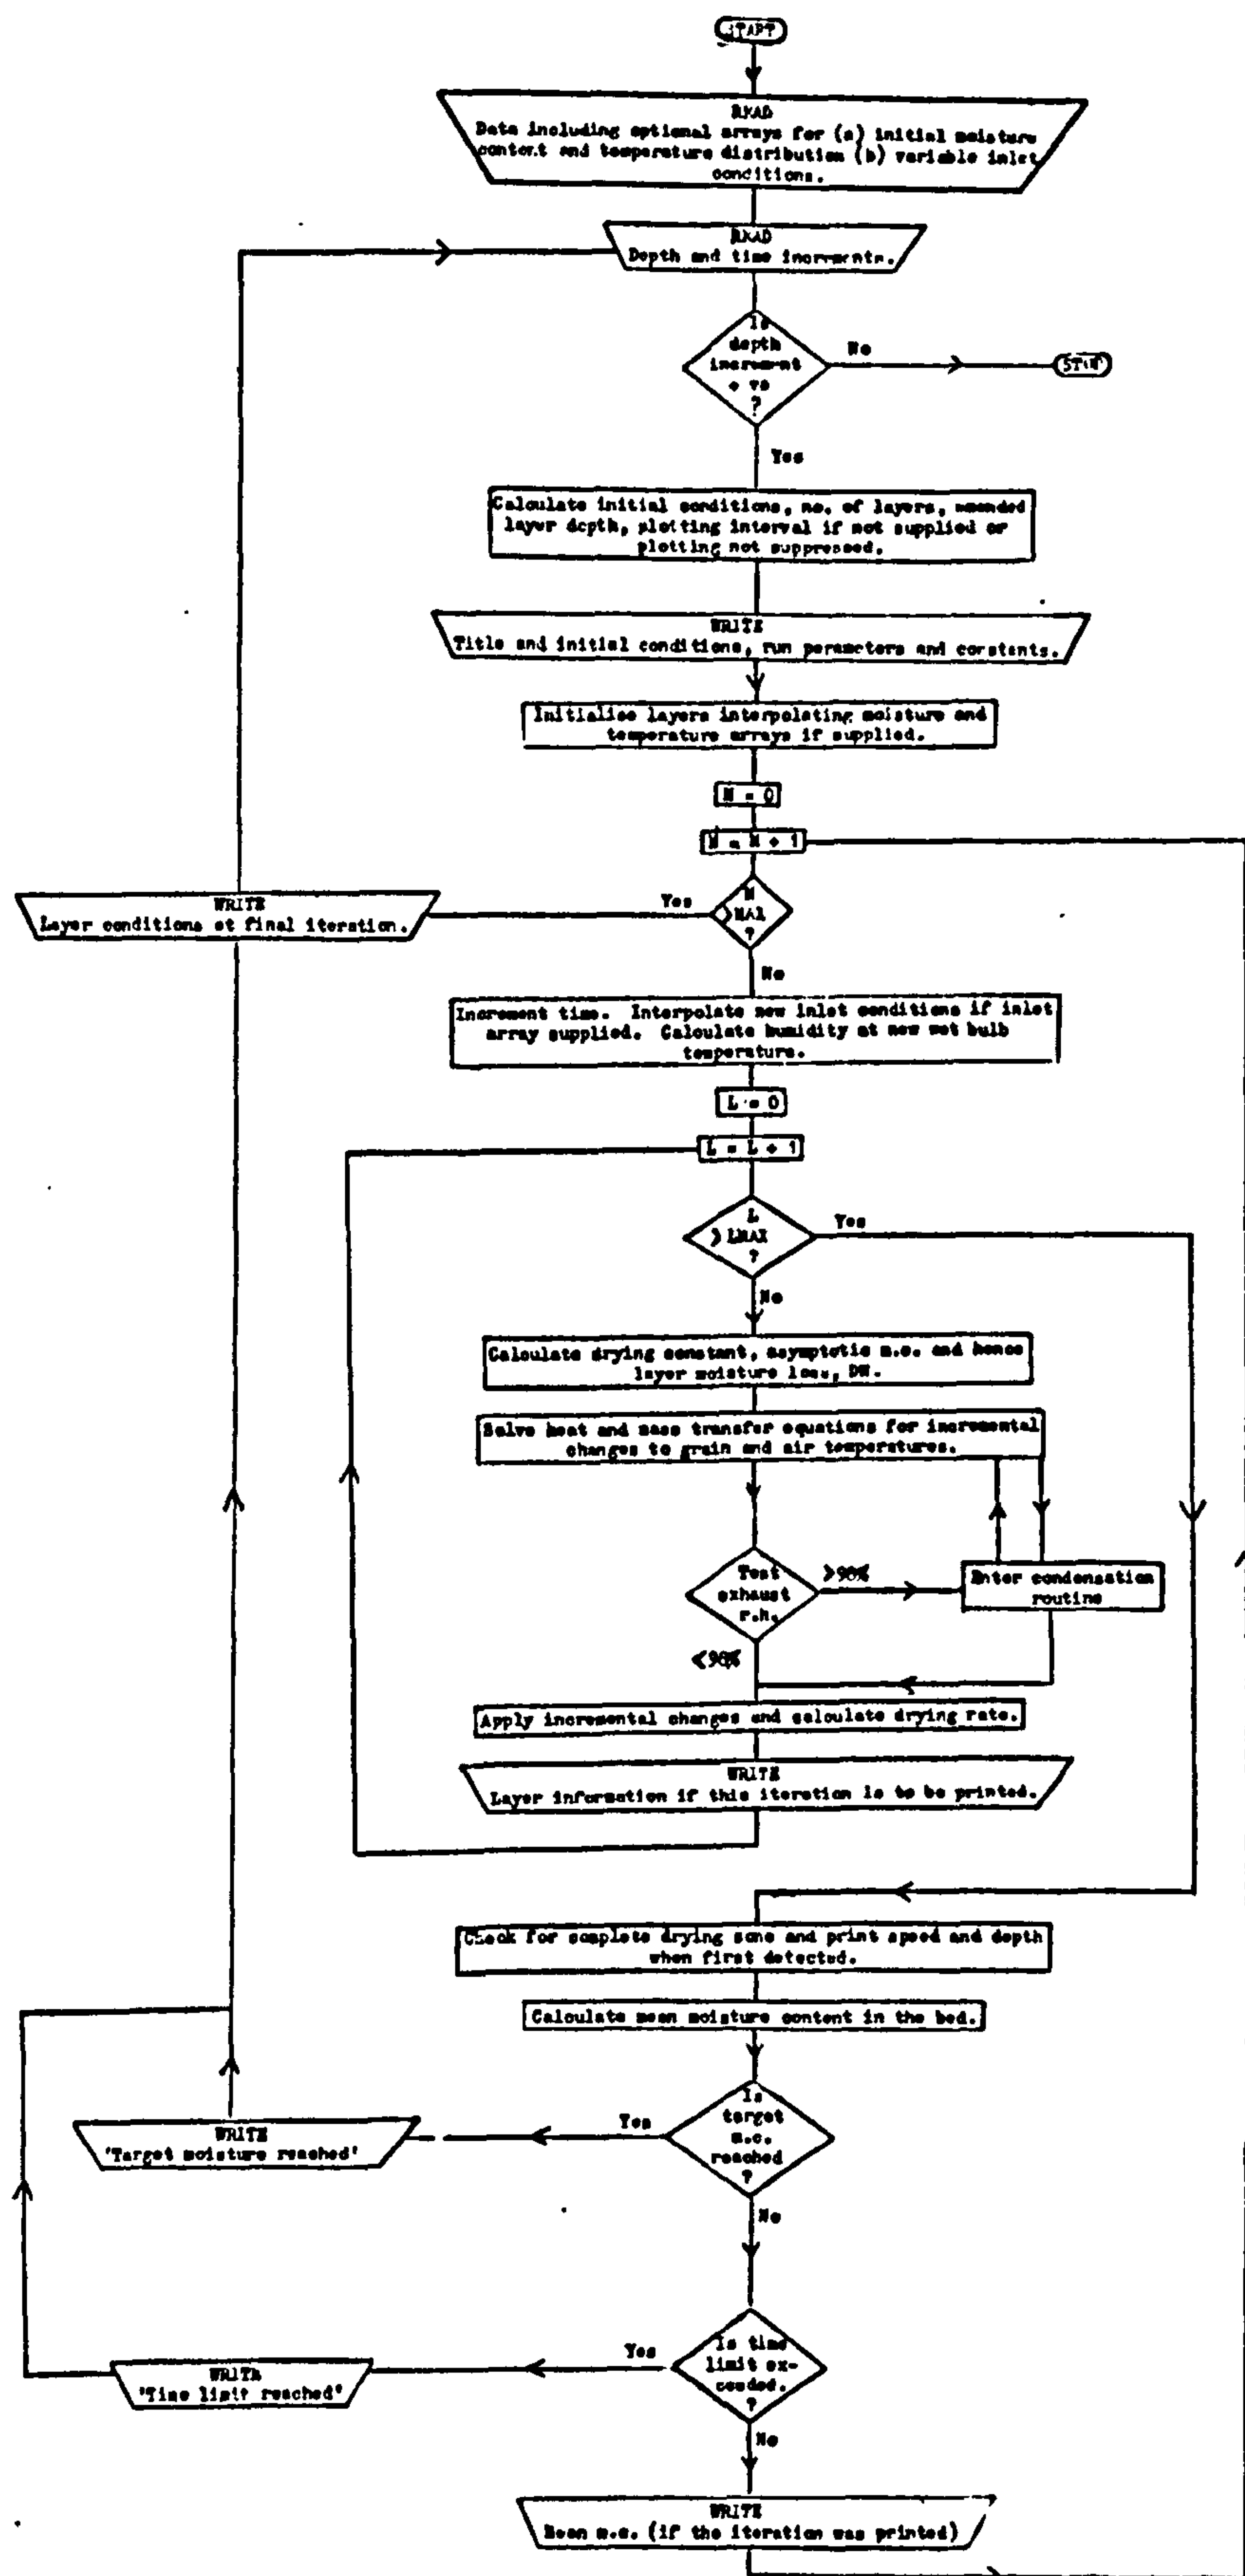 START
READ
Data including optional arrays for (a) initial moisture
content and temperature distribution (b) variable inlet
conditions.
READ
Depth and time increments.
Is
depth
increment
+ ve
?
No
STOP
Yes
Calculate initial conditions, no. of layers, amended
layer depth, plotting interval if not supplied or
plotting not suppressed.
WRITE
Title and initial conditions, run parameters and constants.
Initialise layers interpolating moisture and
temperature arrays if supplied.
M = 0
M = M + 1
M
>MAX
?
Yes
WRITE
Layer conditions at final iteration.
No
Increment time. Interpolate new inlet conditions if inlet
array supplied. Calculate humidity at new wet bulb
temperature.
L = 0
L = L + 1
L
> LMAX
?
Yes
No
Calculate drying constant, asymptotic m.c. and hence
layer moisture loss, DW.
Solve heat and mass transfer equations for incremental
changes to grain and air temperatures.
Test
exhaust
r.h.
>98%
Enter condensation
routine
<98%
Apply incremental changes and calculate drying rate.
WRITE
Layer information if this iteration is to be printed.
Check for complete drying zone and print speed and depth
when first detected.
Calculate mean moisture content in the bed.
Is
target
m.c.
reached
?
Yes
WRITE
'Target moisture reached'
No
Is time
limit ex-
ceeded.
?
Yes
WRITE
'Time limit reached'
No
WRITE
Mean m.c. (if the iteration was printed)